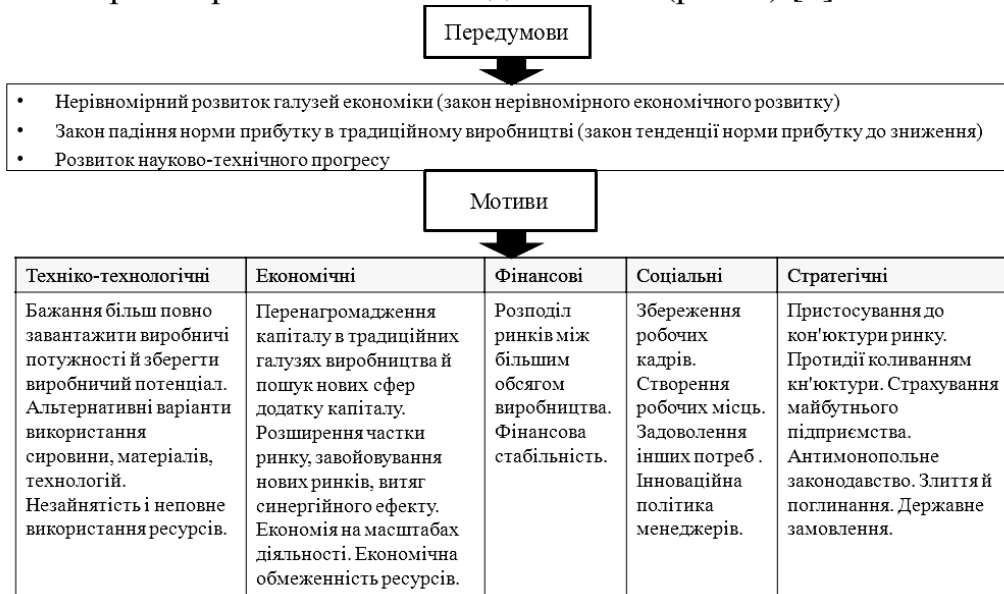 Передумови
• Нерівномірний розвиток галузей економіки (закон нерівномірного економічного розвитку)
• Закон падіння норми прибутку в традиційному виробництві (закон тенденції норми прибутку до зниження)
• Розвиток науково-технічного прогресу
Мотиви
Техніко-технологічні
Бажання більш повно
завантажити виробничі
потужності й зберегти
виробничий потенціал.
Альтернативні варіанти
використання
сировини, матеріалів,
технологій.
Незайнятість і неповне
використання ресурсів.
Економічні
Перенагромадження
капіталу в традиційних
галузях виробництва й
пошук нових сфер
додатку капіталу.
Розширення частки
ринку, завойовування
нових ринків, витяг
синергійного ефекту.
Економія на масштабах
діяльності. Економічна
обмеженність ресурсів.
Фінансові
Розподіл
ринків між
більшим
обсягом
виробництва.
Фінансова
стабільність.
Соціальні
Збереження
робочих
кадрів.
Створення
робочих місць.
Задоволення
інших потреб .
Інноваційна
політика
менеджерів.
Стратегічні
Пристосування до
кон'юктури ринку.
Протидії коливанням
кн'юктури. Страхування
майбутнього
підприємства.
Антимонопольне
законодавство. Злиття й
поглинання. Державне
замовлення.